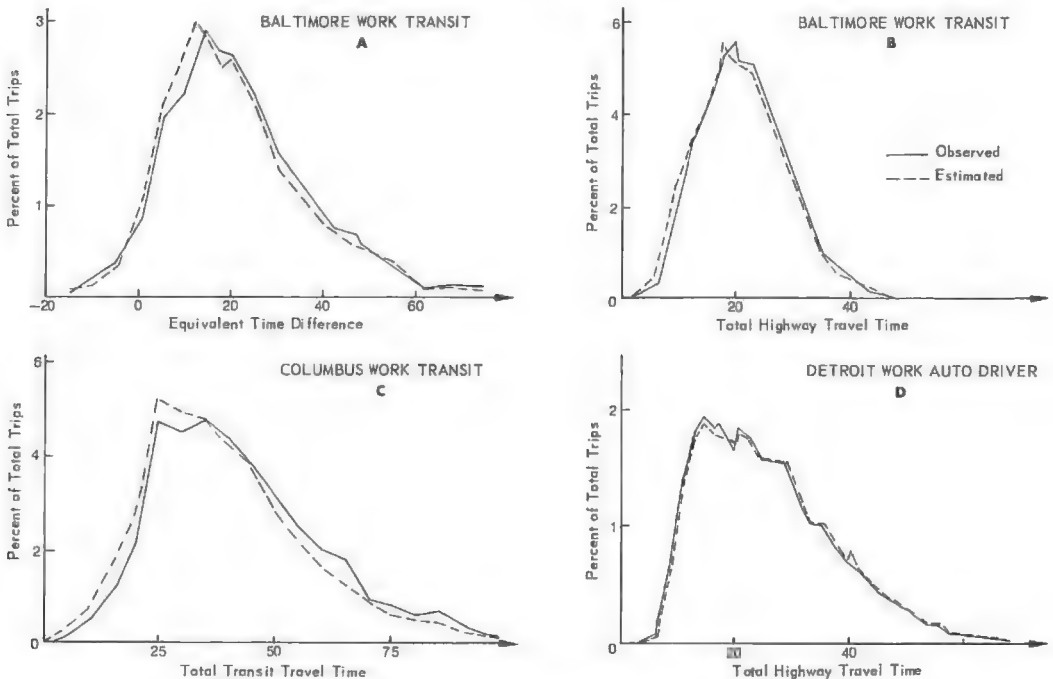 BALTIMORE WORK TRANSIT
A
Percent of Total Trips
3
2
1
-20
0
20
40
60
Equivalent Time Difference
BALTIMORE WORK TRANSIT
B
Percent of Total Trips
6
4
2
0
20
40
Observed
Estimated
Total Highway Travel Time
COLUMBUS WORK TRANSIT
C
Percent of Total Trips
6
4
2
0
25
50
75
Total Transit Travel Time
DETROIT WORK AUTO DRIVER
D
Percent of Total Trips
2
1
0
20
40
Total Highway Travel Time